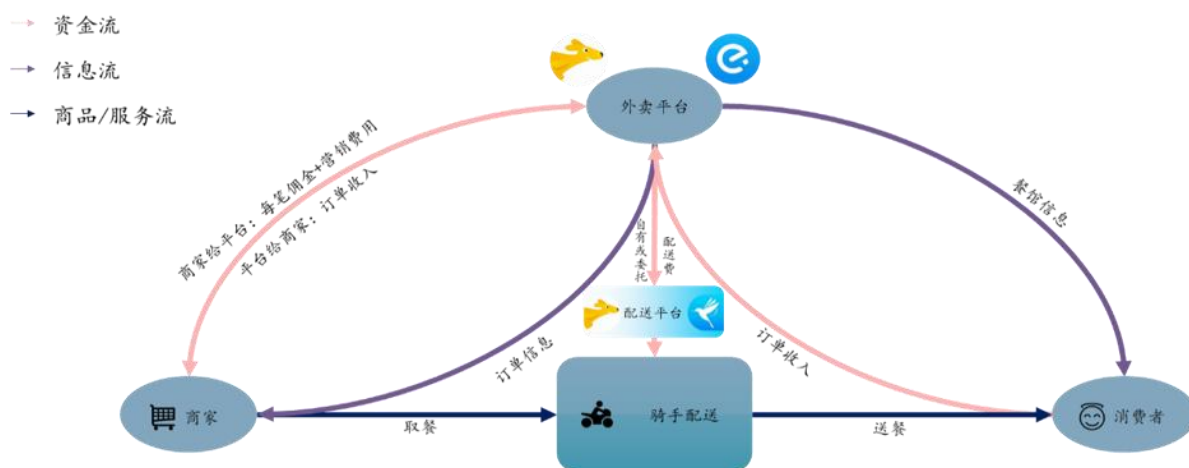 资金流
信息流
商品/服务流
外卖平台
商家给平台：每笔佣金+营销费用
平台给商家：订单收入
餐馆信息
自有或委托
配送费
配送平台
订单信息
订单收入
商家
取餐
骑手配送
送餐
消费者